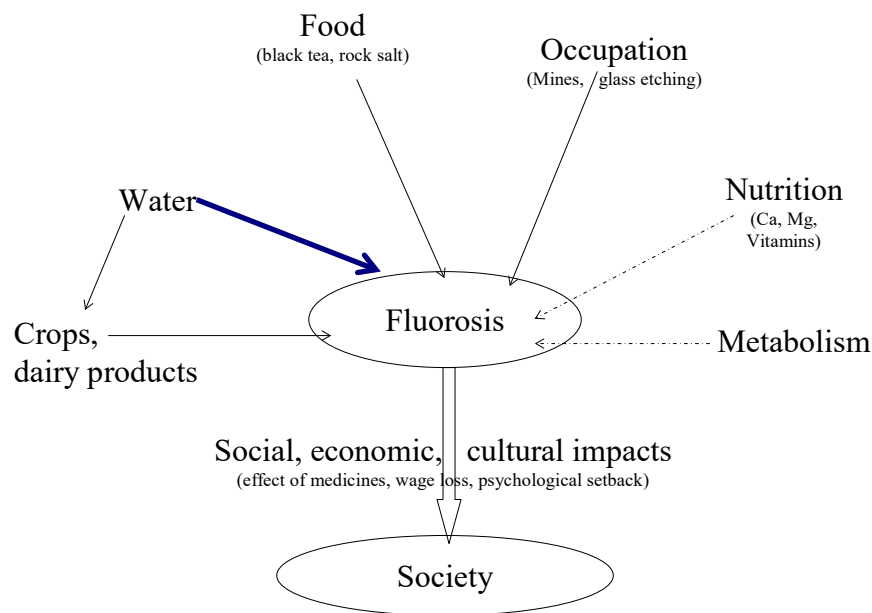 Food
(black tea, rock salt)
Occupation
(Mines, glass etching)
Water
Nutrition
(Ca, Mg,
Vitamins)
Fluorosis
Crops,
dairy products
Metabolism
Social, economic, cultural impacts
(effect of medicines, wage loss, psychological setback)
Society